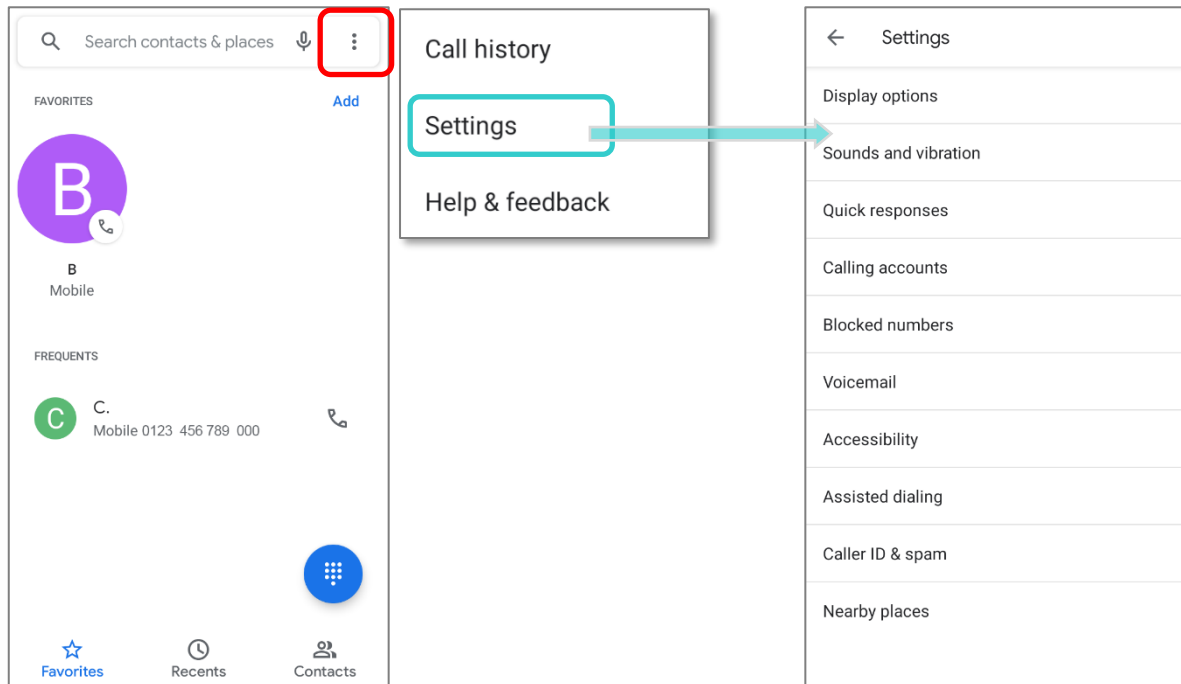 Search contacts & places
FAVORITES Add
B
B
Mobile
FREQUENTS
C
C.
Mobile 0123 456 789 000
Favorites Recents Contacts
Call history
Settings
Help & feedback
Settings
Display options
Sounds and vibration
Quick responses
Calling accounts
Blocked numbers
Voicemail
Accessibility
Assisted dialing
Caller ID & spam
Nearby places